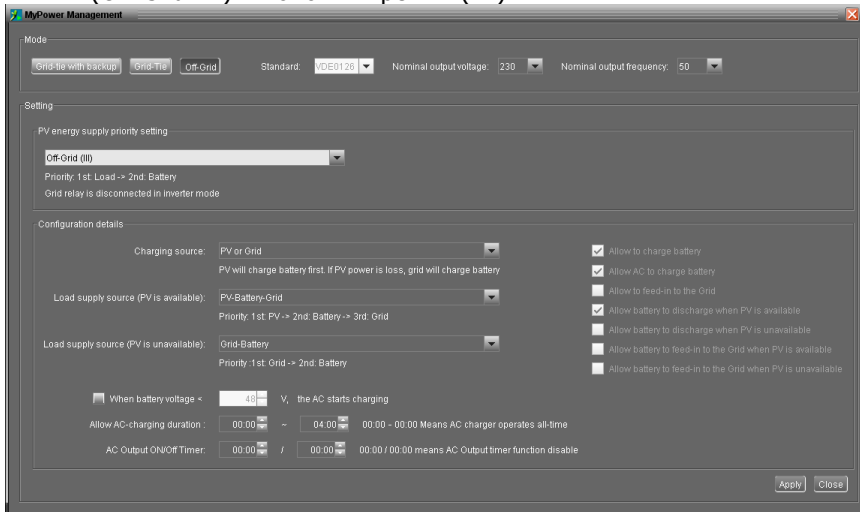 MyPower Management
Mode
Grid-tie with backup Grid-Tie Off-Grid Standard: VDE0126 Nominal output voltage: 230 Nominal output frequency: 50
Setting
PV energy supply priority setting
Off-Grid (III)
Priority: 1st: Load -> 2nd: Battery
Grid relay is disconnected in inverter mode
Configuration details
Charging source: PV or Grid
PV will charge battery first. If PV power is loss, grid will charge battery
Load supply source (PV is available): PV-Battery-Grid
Priority: 1st: PV -> 2nd: Battery -> 3rd: Grid
Load supply source (PV is unavailable): Grid-Battery
Priority :1st: Grid -> 2nd: Battery
Allow to charge battery
Allow AC to charge battery
Allow to feed-in to the Grid
Allow battery to discharge when PV is available
Allow battery to discharge when PV is unavailable
Allow battery to feed-in to the Grid when PV is available
Allow battery to feed-in to the Grid when PV is unavailable
When battery voltage < 48 V, the AC starts charging
Allow AC-charging duration : 00:00 – 04:00 00:00 - 00:00 Means AC charger operates all-time
AC Output ON/Off Timer: 00:00 / 00:00 00:00 / 00:00 means AC Output timer function disable
Apply Close